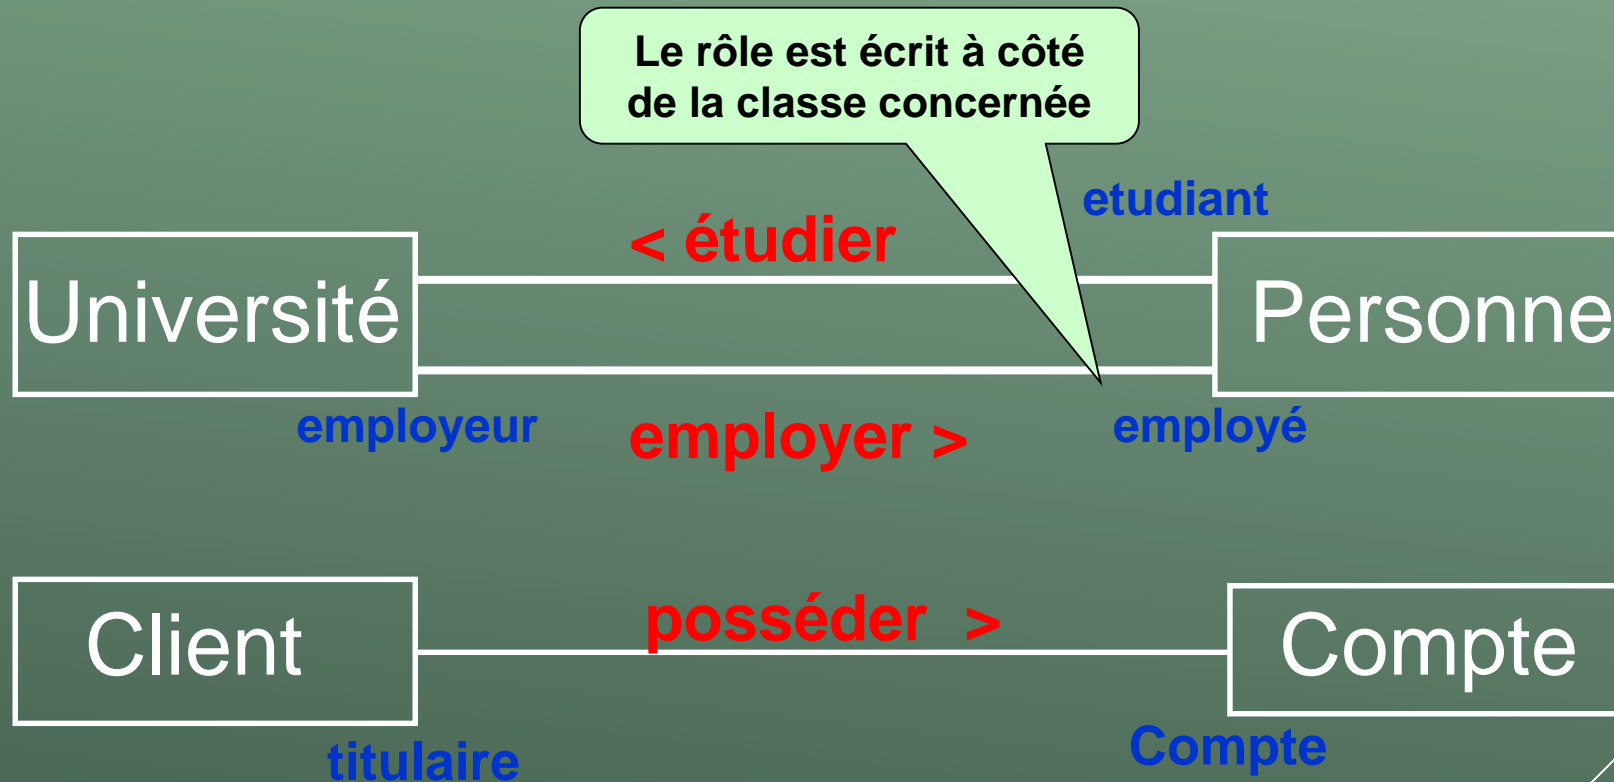 Le rôle est écrit à côté
de la classe concernée
etudiant
< étudier
Université
Personne
employeur
employer >
employé
posséder >
Client
Compte
titulaire
Compte